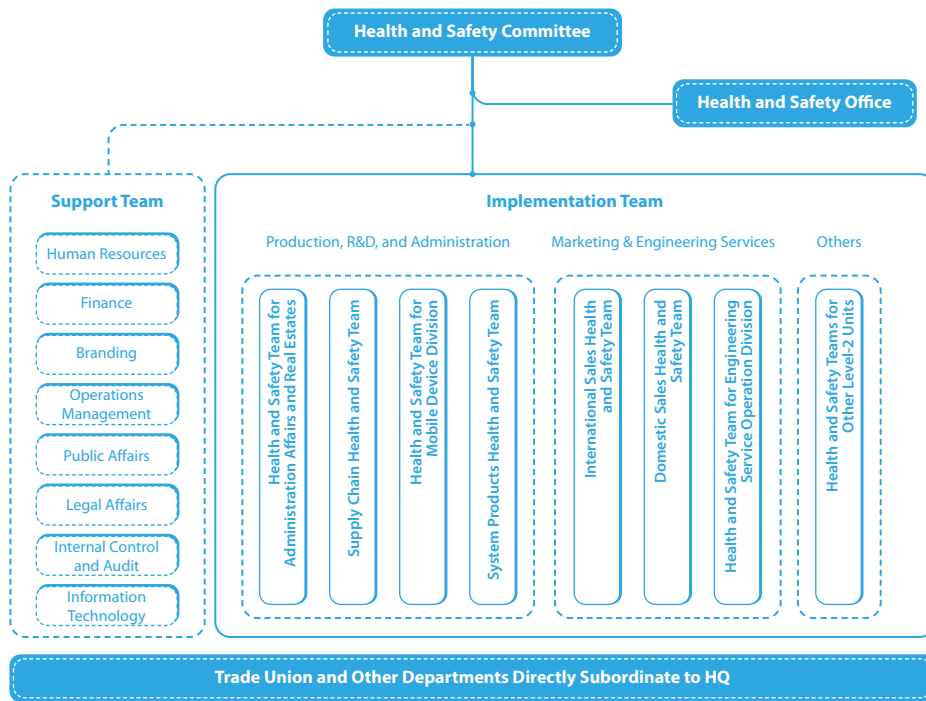 Health and Safety Committee
Health and Safety Office
Support Team
Human Resources
Finance
Branding
Operations
Management
Public Affairs
Legal Affairs
Internal Control
and Audit
Information
Technology
Implementation Team
Production, R&D, and Administration
Health and Safety Team for
Administration Affairs and Real Estates
Supply Chain Health and Safety Team
Health and Safety Team for
Mobile Device Division
System Products Health and Safety Team
Marketing & Engineering Services
International Sales Health
and Safety Team
Domestic Sales Health and
Safety Team
Health and Safety Team for Engineering
Service Operation Division
Others
Health and Safety Teams for
Other Level-2 Units
Trade Union and Other Departments Directly Subordinate to HQ